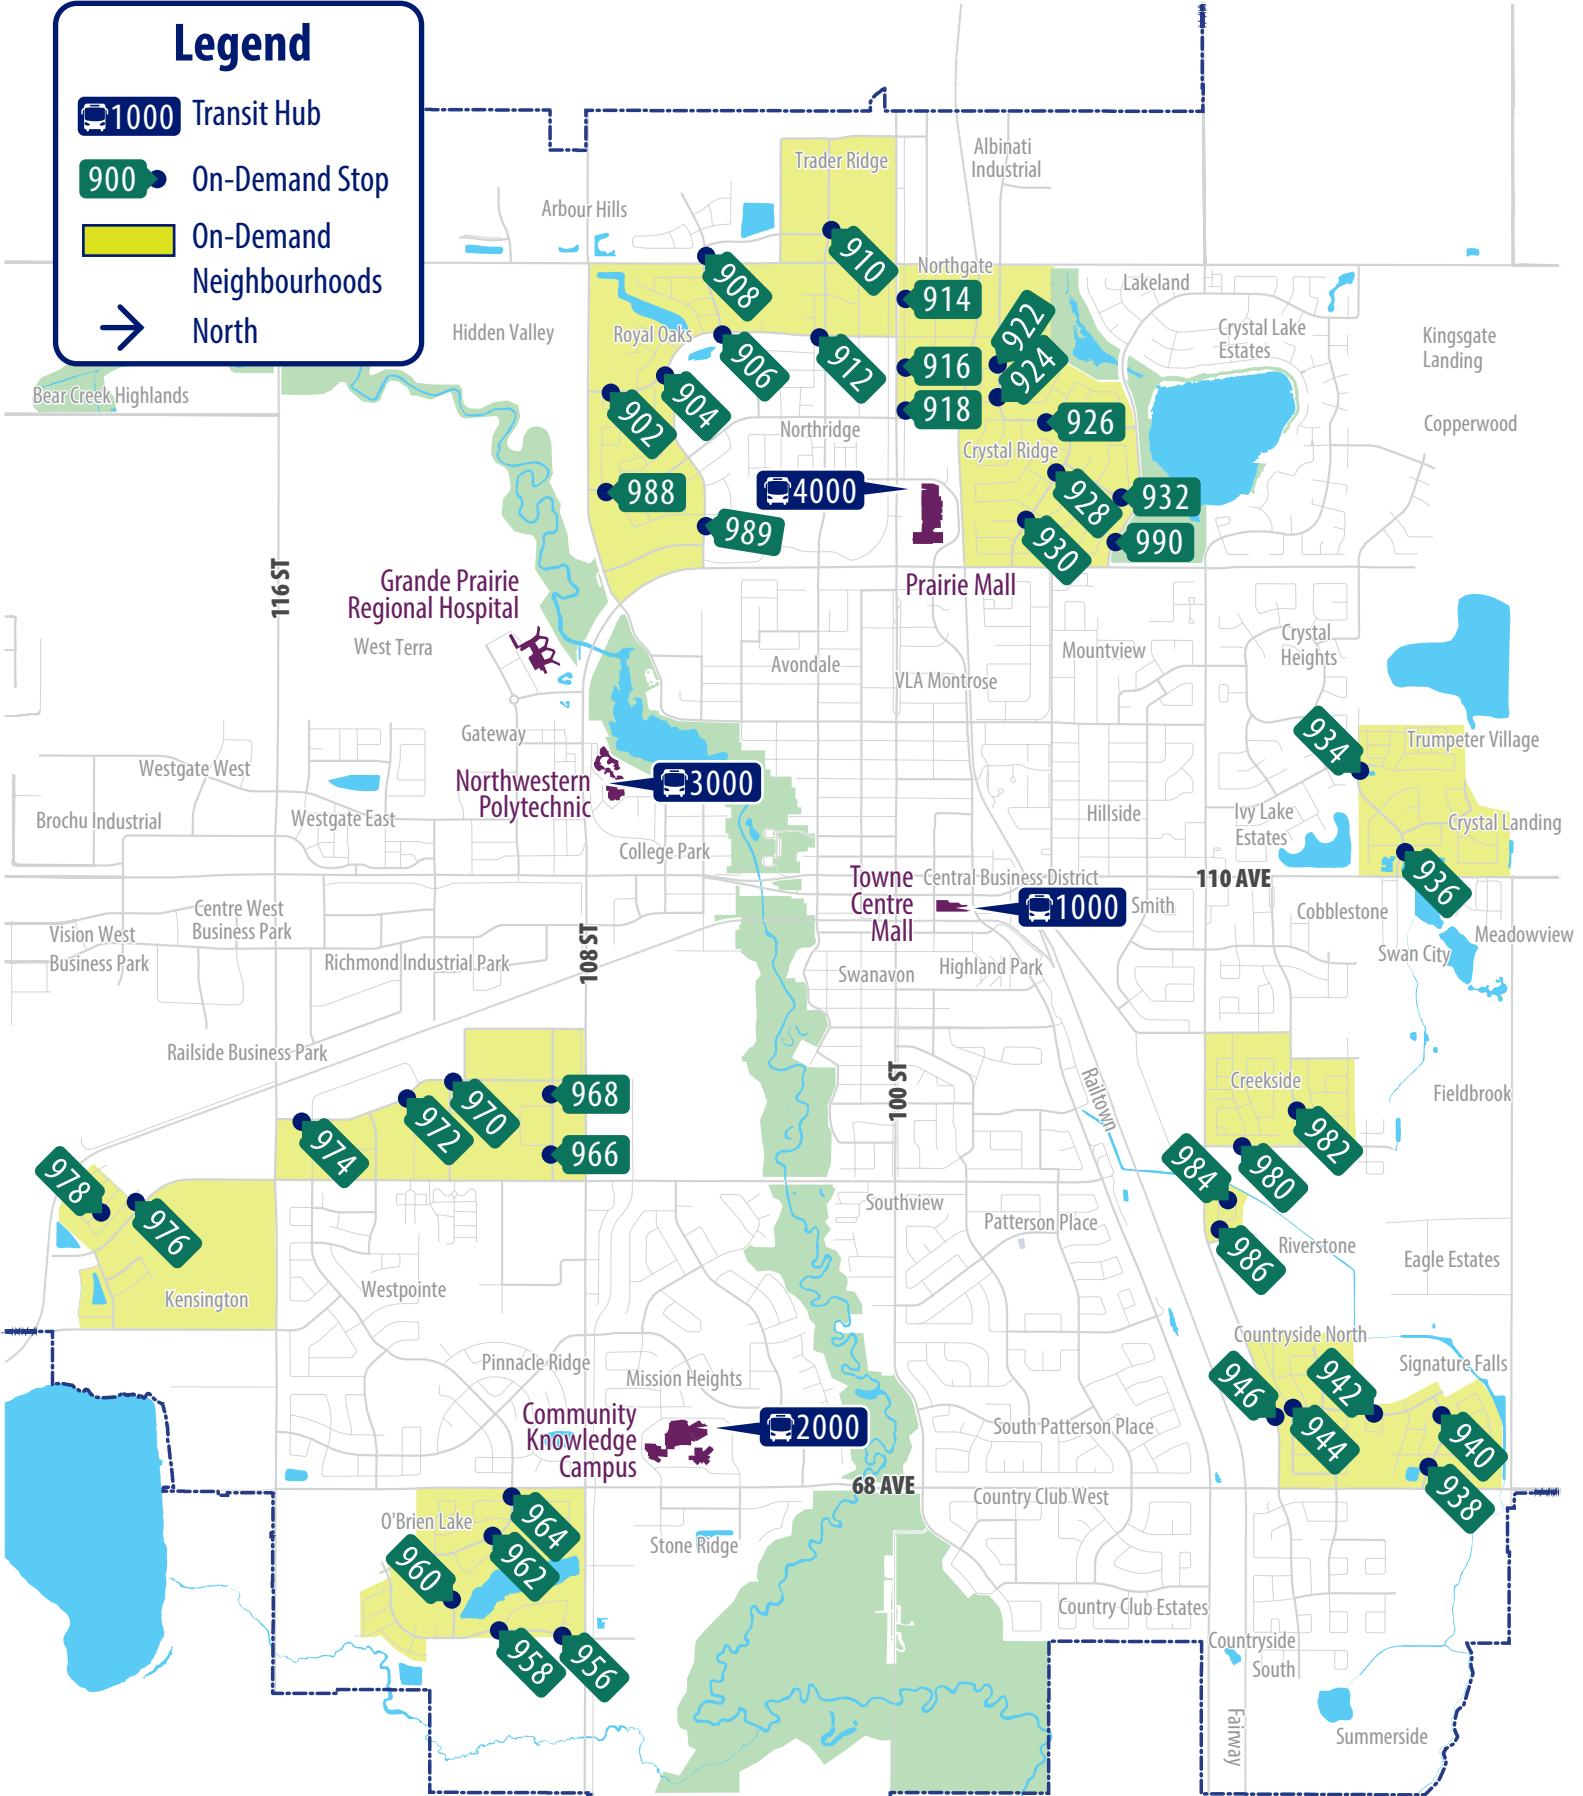 Legend
1000 Transit Hub
900 On-Demand Stop
On-Demand
Neighbourhoods
North
Trader Ridge
Albinati
Industrial
Arbour Hills
910
908
Northgate
914
Lakeland
922
Hidden Valley
Royal Oaks
906
912
916
924
Crystal Lake
Estates
Kingsgate
Landing
Bear Creek Highlands
902
904
918
926
Northridge
Copperwood
Crystal Ridge
988
4000
928
932
989
930
990
116 ST
Grande Prairie
Regional Hospital
Prairie Mall
West Terra
Avondale
VLA Montrose
Mountview
Crystal
Heights
Gateway
934
Trumpeter Village
Westgate West
Northwestern
Polytechnic
3000
Brochu Industrial
Westgate East
Hillside
Ivy Lake
Estates
Crystal Landing
College Park
Towne
Centre
Mall
Central Business District
110 AVE
936
1000
Smith
Centre West
Business Park
Cobblestone
Vision West
Business Park
Meadowview
108 ST
Richmond Industrial Park
Swanavon
Highland Park
Swan City
Railside Business Park
100 ST
Railtown
Creekside
Fieldbrook
968
970
972
974
966
982
978
976
984
980
Southview
Patterson Place
986
Riverstone
Eagle Estates
Kensington
Westpointe
Countryside North
Pinnacle Ridge
Mission Heights
Signature Falls
946
942
Community
Knowledge
Campus
2000
South Patterson Place
944
940
68 AVE
938
Country Club West
O'Brien Lake
964
962
960
Stone Ridge
Country Club Estates
958
956
Countryside
South
Fairway
Summerside